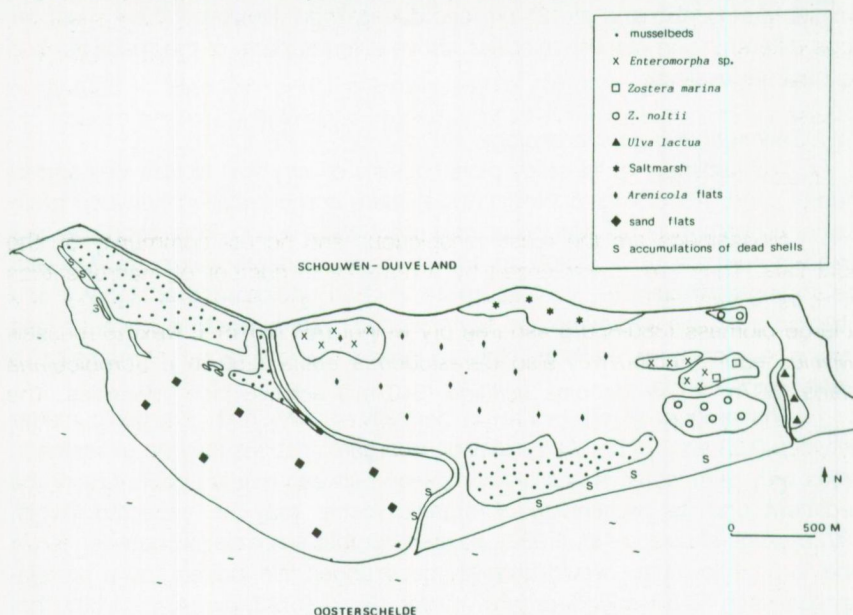 musselbeds
x Enteromorpha sp.
Zostera marina
Z. noltii
Ulva lactua
Saltmarsh
Arenicola flats
sand flats
S accumulations of dead shells
SCHOUWEN-DUIVELAND
N
0 500 M
OOSTERSCHELDE